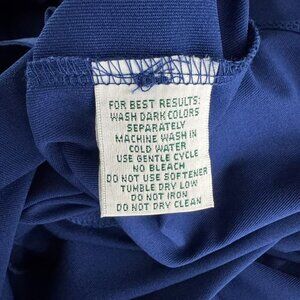 FOR BEST RESULTS:
WASH DARK COLORS
SEPARATELY
MACHINE WASH IN
COLD WATER
USE GENTLE CYCLE
NO BLEACH
DO NOT USE SOFTENER
TUMBLE DRY LOW
DO NOT IRON
DO NOT DRY CLEAN